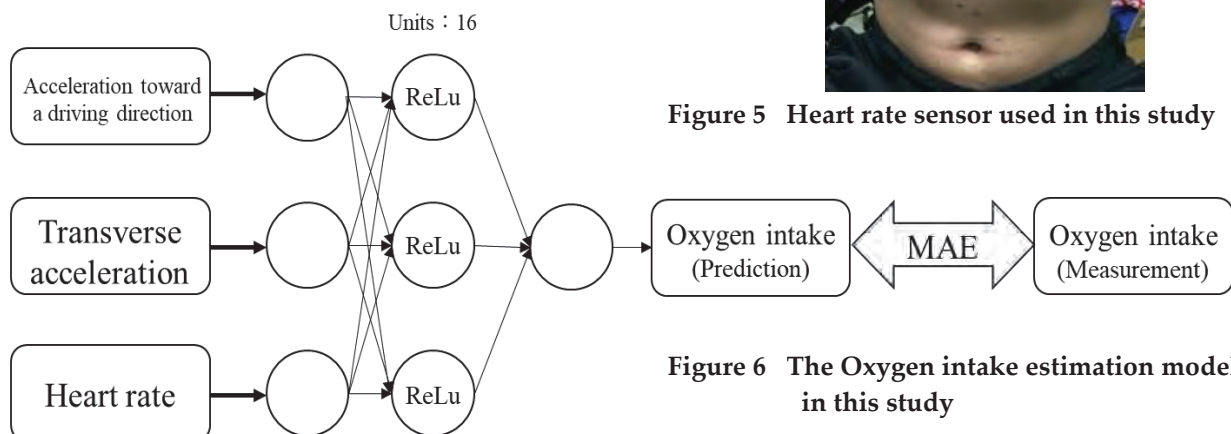 Units：16
Acceleration toward
a driving direction
ReLu
Figure 5 Heart rate sensor used in this study
Transverse
acceleration
ReLu
Oxygen intake
(Prediction)
MAE
Oxygen intake
(Measurement)
Heart rate
ReLu
Figure 6 The Oxygen intake estimation model
in this study